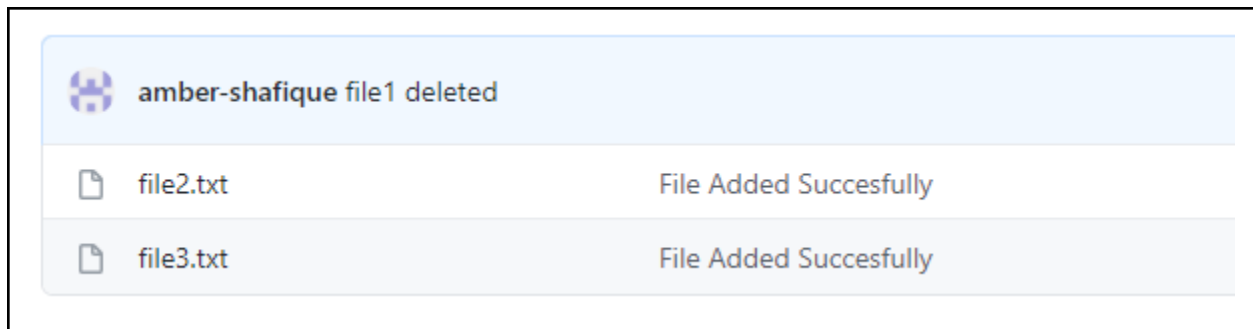 amber-shafique file1 deleted
file2.txt File Added Succesfully
file3.txt File Added Succesfully